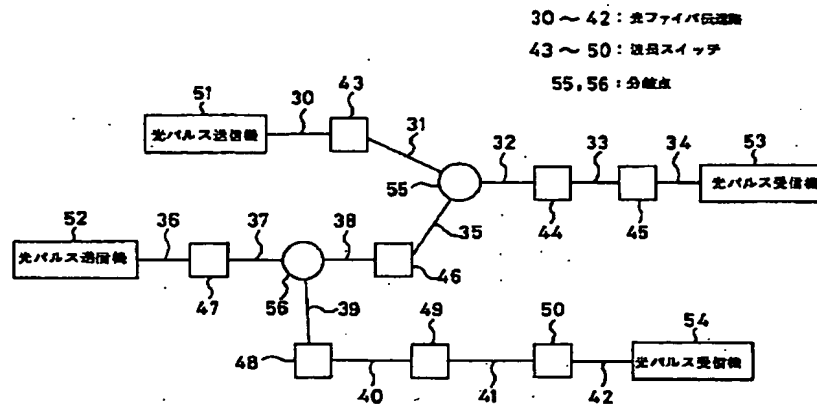 30～42：光ファイバ伝送路
43～50：波長スイッチ
55,56：分岐点
51 30 43
光パルス送信機
31 32 33 34 53
55
光パルス受信機
44 45
35
52 36 37 38
光パルス送信機
47 56 46
39 49 50 54
48
光パルス受信機
40 41 42